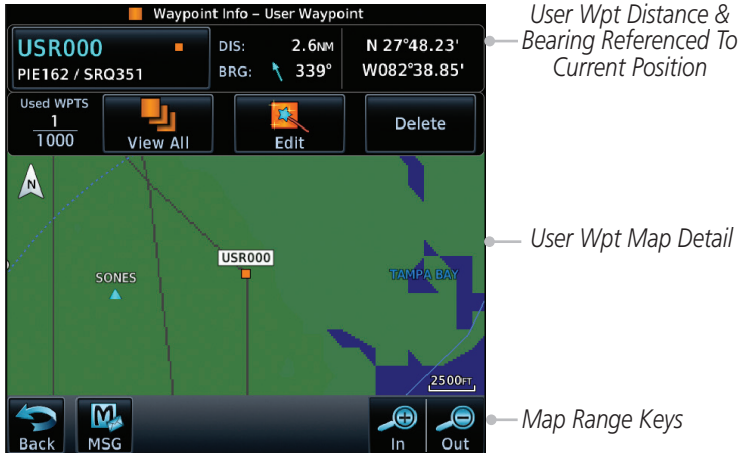 Waypoint Info – User Waypoint
USR000
PIE162 / SRQ351
DIS: 2.6NM
BRG: 339°
N 27°48.23'
W082°38.85'
User Wpt Distance &
Bearing Referenced To
Current Position
Used WPTS
1
1000
View All
Edit
Delete
N
USR000
SONES
TAMPA BAY
User Wpt Map Detail
2500FT
Back
MSG
In
Out
Map Range Keys